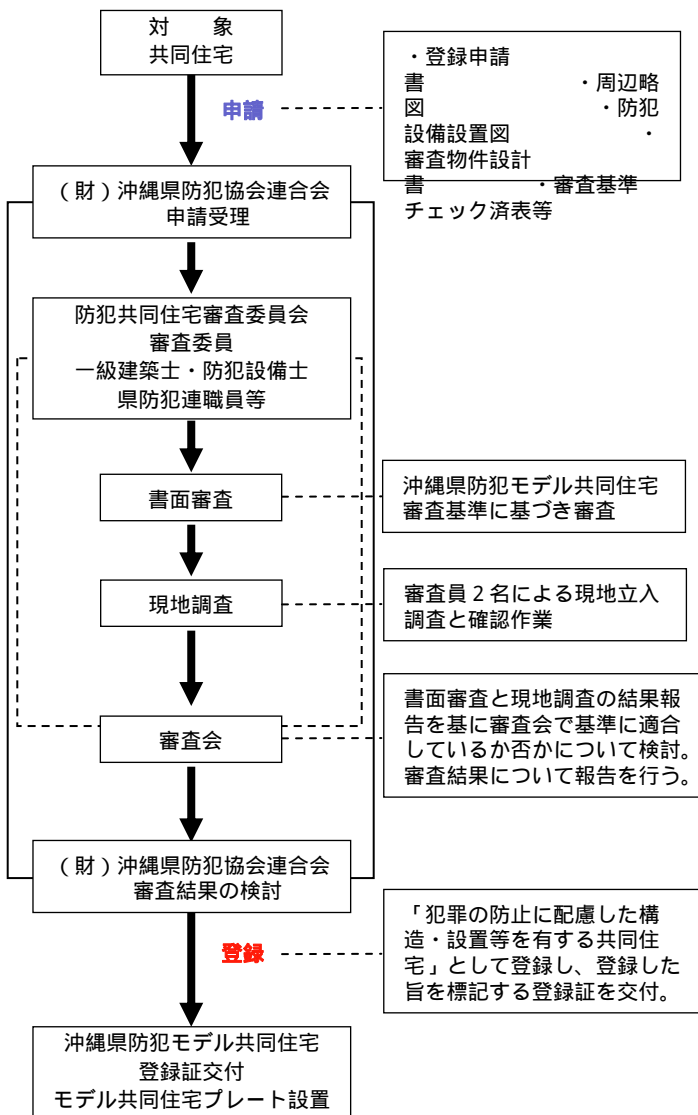 対　　象
共同住宅
申請
・登録申請
書　　　　　　　　・周辺略
図　　　　　　　　　・防犯
設備設置図　　　　　　　・
審査物件設計
書　　　　　　・審査基準
チェック済表等
（財）沖縄県防犯協会連合会
申請受理
防犯共同住宅審査委員会
審査委員
一級建築士・防犯設備士
県防犯連職員等
書面審査
沖縄県防犯モデル共同住宅
審査基準に基づき審査
現地調査
審査員２名による現地立入
調査と確認作業
審査会
書面審査と現地調査の結果報
告を基に審査会で基準に適合
しているか否かについて検討。
審査結果について報告を行う。
（財）沖縄県防犯協会連合会
審査結果の検討
登録
「犯罪の防止に配慮した構
造・設置等を有する共同住
宅」として登録し、登録した
旨を標記する登録証を交付。
沖縄県防犯モデル共同住宅
登録証交付
モデル共同住宅プレート設置